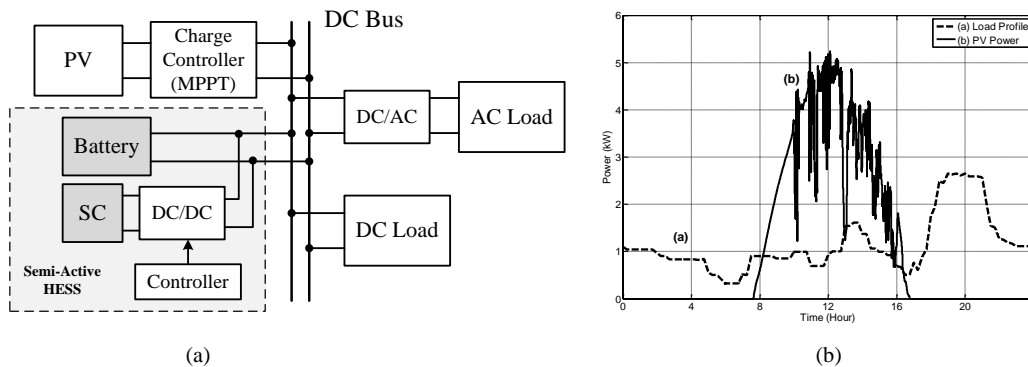 DC Bus
PV
Charge
Controller
(MPPT)
Battery
SC
DC/DC
Controller
Semi-Active
HESS
DC/AC
AC Load
DC Load
(a)
6
5
4
3
2
1
0
Power (kW)
0
4
8
12
16
20
Time (Hour)
(a) Load Profile
(b) PV Power
(b)
(a)
(b)